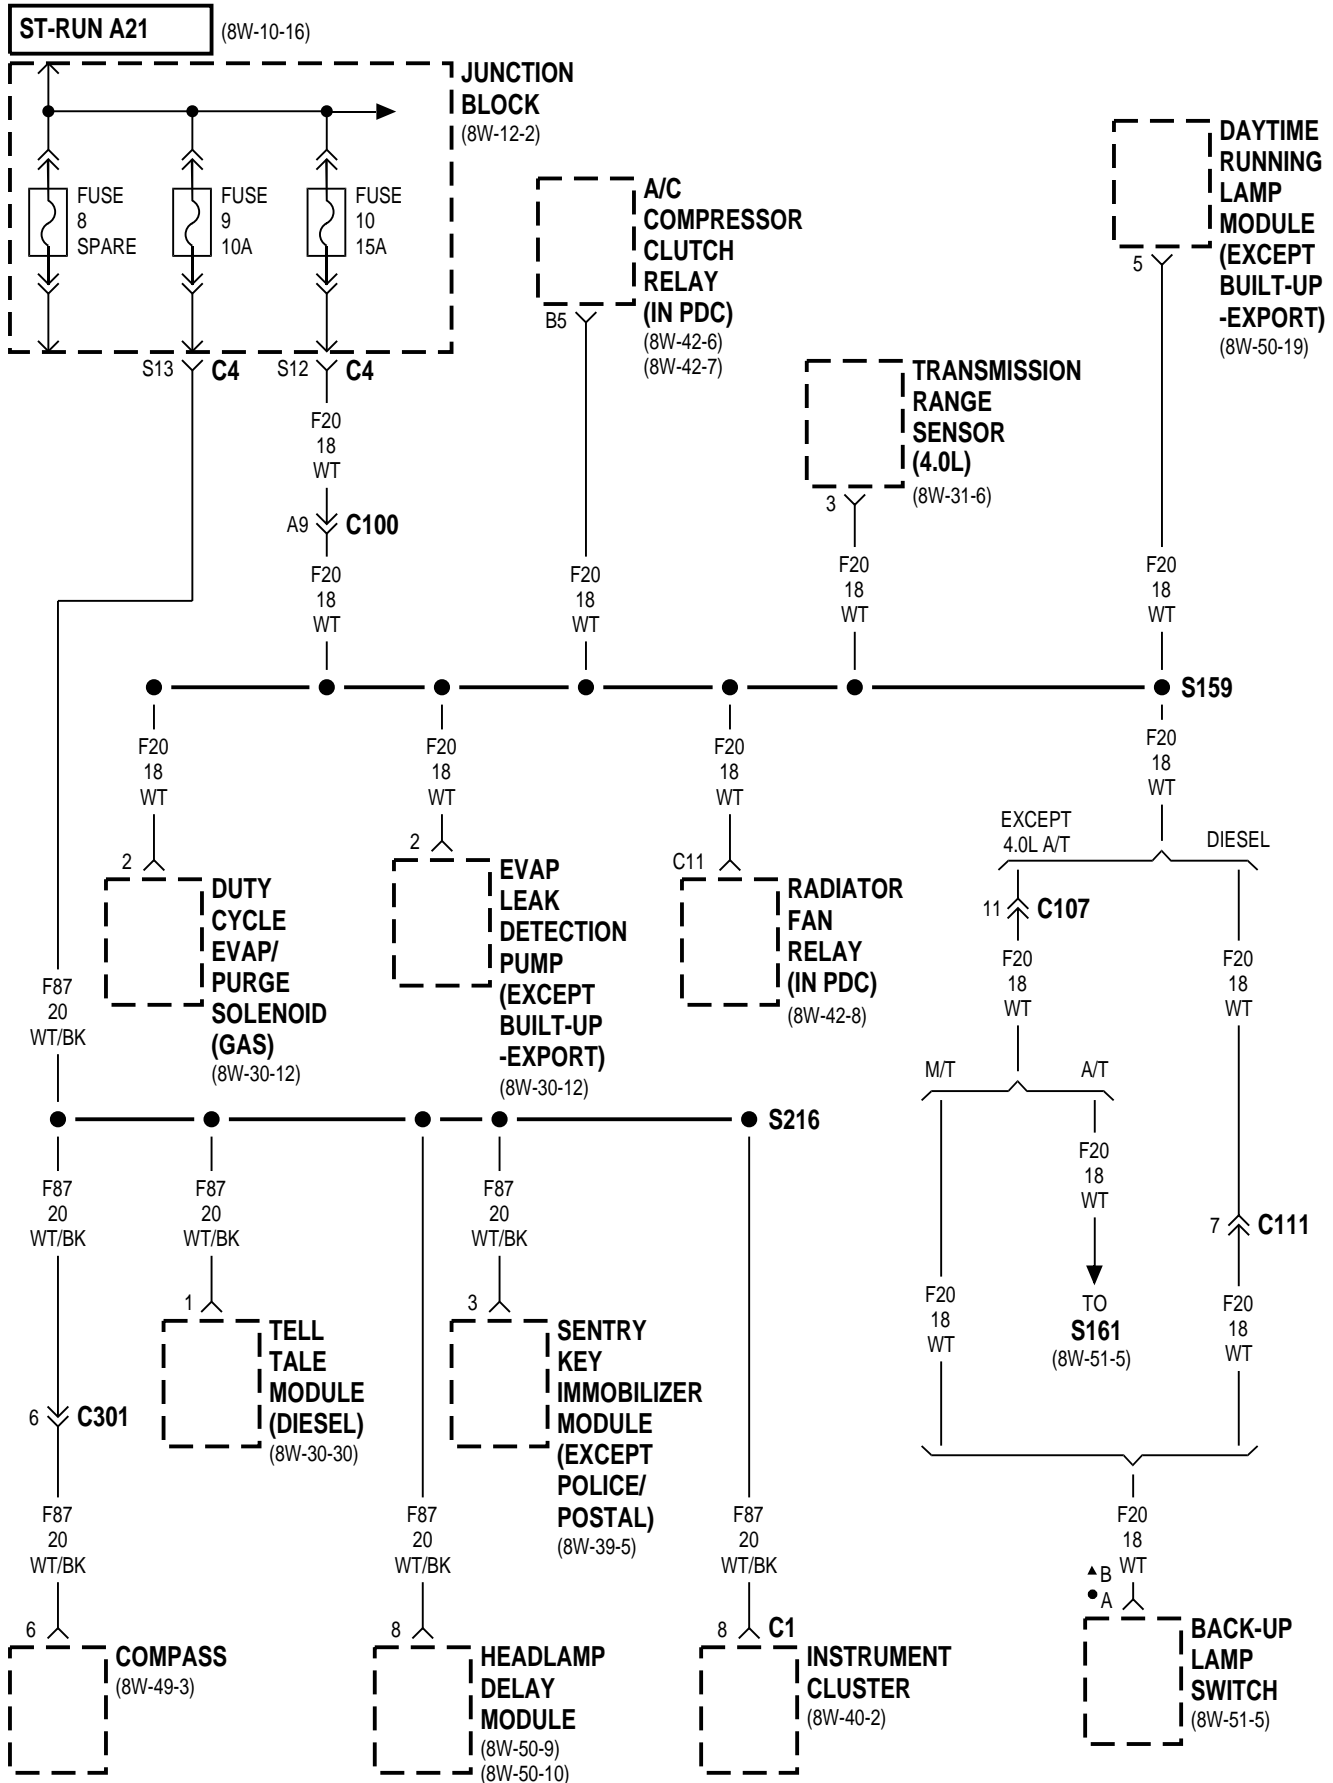 ST-RUN A21
(8W-10-16)
JUNCTION
BLOCK
(8W-12-2)
FUSE
8
SPARE
FUSE
9
10A
FUSE
10
15A
S13
C4
S12
C4
F20
18
WT
A9
C100
F20
18
WT
A/C
COMPRESSOR
CLUTCH
RELAY
(IN PDC)
(8W-42-6)
(8W-42-7)
B5
F20
18
WT
TRANSMISSION
RANGE
SENSOR
(4.0L)
(8W-31-6)
3
F20
18
WT
DAYTIME
RUNNING
LAMP
MODULE
(EXCEPT
BUILT-UP
-EXPORT)
(8W-50-19)
5
F20
18
WT
S159
F20
18
WT
2
DUTY
CYCLE
EVAP/
PURGE
SOLENOID
(GAS)
(8W-30-12)
F20
18
WT
2
EVAP
LEAK
DETECTION
PUMP
(EXCEPT
BUILT-UP
-EXPORT)
(8W-30-12)
F20
18
WT
C11
RADIATOR
FAN
RELAY
(IN PDC)
(8W-42-8)
F20
18
WT
EXCEPT
4.0L A/T
DIESEL
11
C107
F20
18
WT
F20
18
WT
M/T
A/T
F20
18
WT
TO
S161
(8W-51-5)
7
C111
F20
18
WT
F20
18
WT
F20
18
WT
B
A
BACK-UP
LAMP
SWITCH
(8W-51-5)
F87
20
WT/BK
S216
F87
20
WT/BK
6
C301
F87
20
WT/BK
6
COMPASS
(8W-49-3)
F87
20
WT/BK
1
TELL
TALE
MODULE
(DIESEL)
(8W-30-30)
F87
20
WT/BK
8
HEADLAMP
DELAY
MODULE
(8W-50-9)
(8W-50-10)
F87
20
WT/BK
3
SENTRY
KEY
IMMOBILIZER
MODULE
(EXCEPT
POLICE/
POSTAL)
(8W-39-5)
F87
20
WT/BK
8
C1
INSTRUMENT
CLUSTER
(8W-40-2)